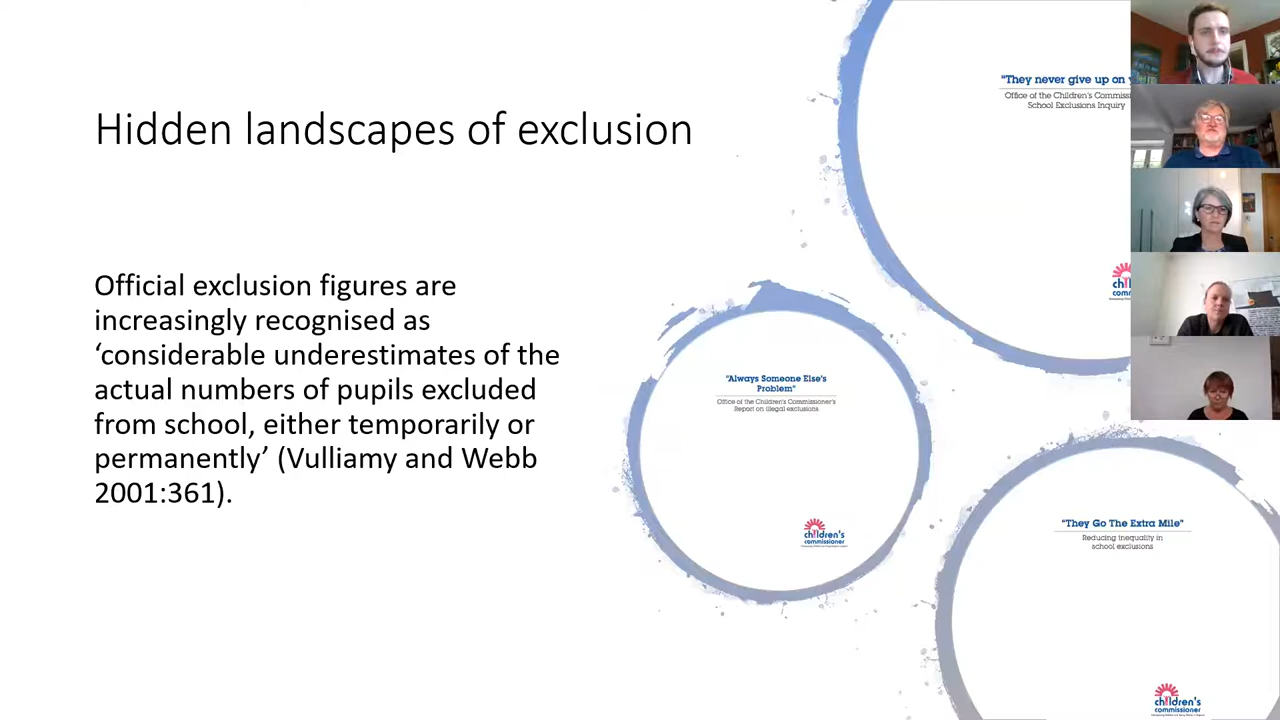 Hidden landscapes of exclusion
Official exclusion figures are
increasingly recognised as
‘considerable underestimates of the
actual numbers of pupils excluded
from school, either temporarily or
permanently’ (Vulliamy and Webb
2001:361).
"They never give up on
Office of the Children's
School Exclusions Inquiry
"Always Someone Else's
Problem"
Office of the Children's Commissioner's
Report on illegal exclusions
children's
commissioner
"They Go The Extra Mile"
Reducing inequality in
school exclusions
children's
commissioner